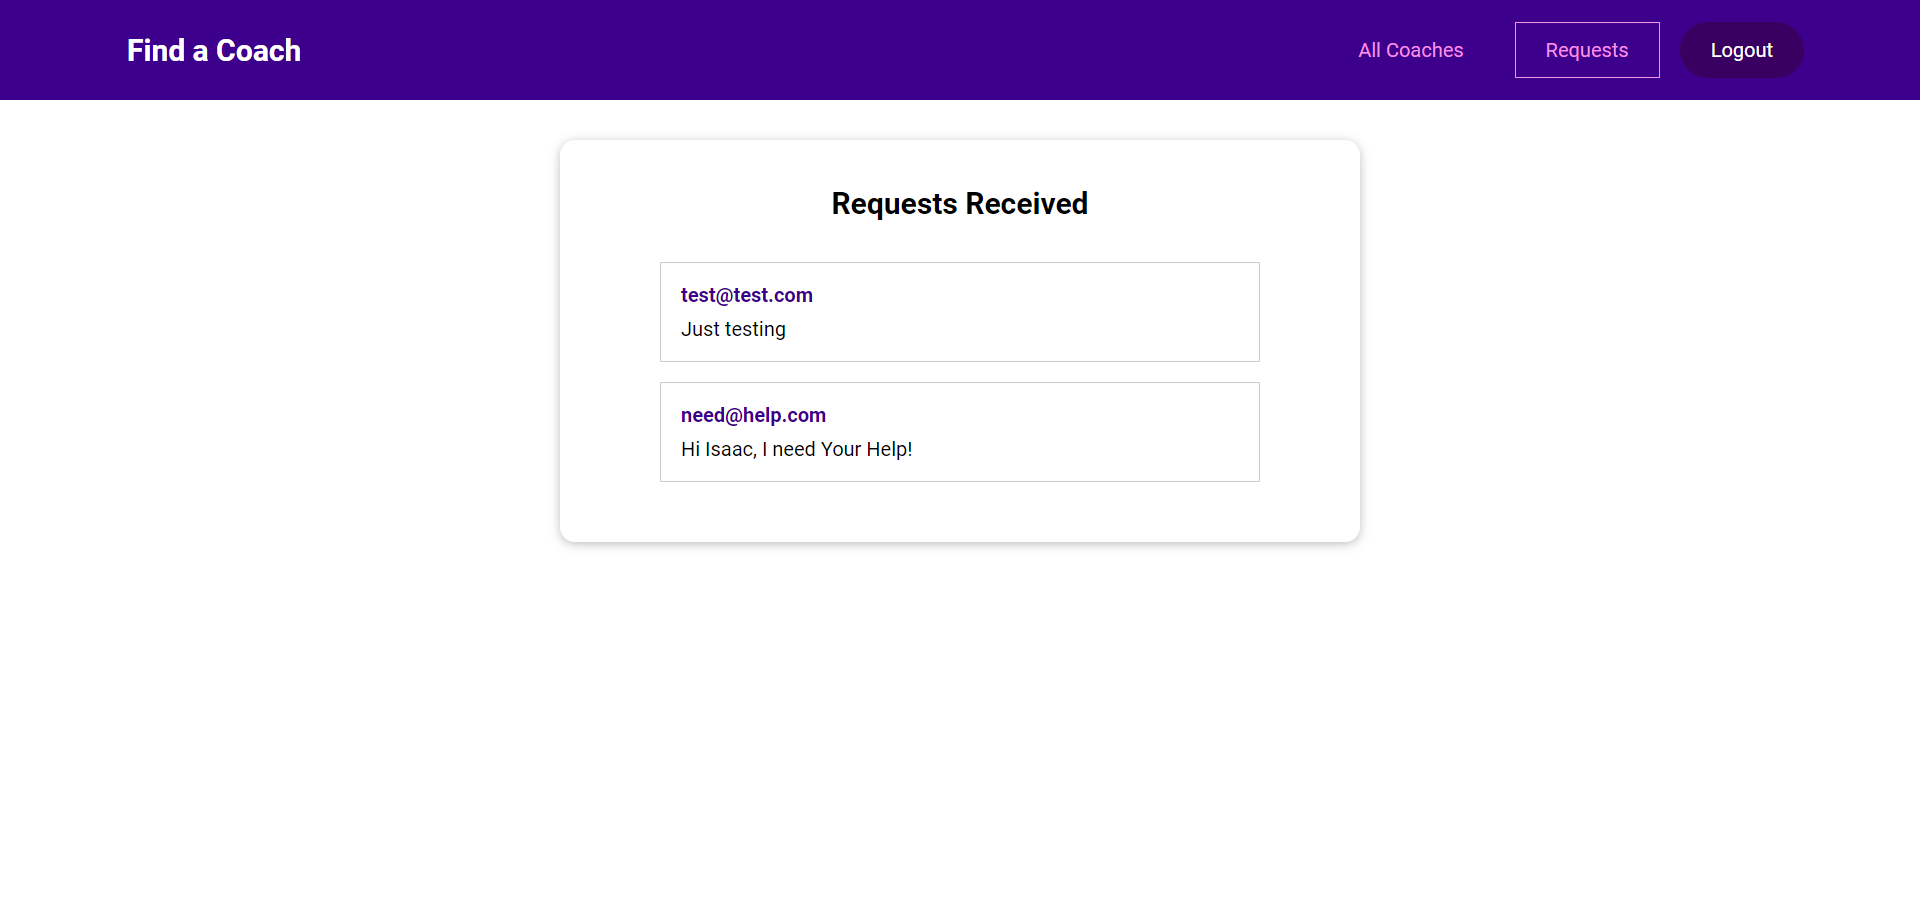 Find a Coach
All Coaches
Requests
Logout
Requests Received
test@test.com
Just testing
need@help.com
Hi Isaac, I need Your Help!